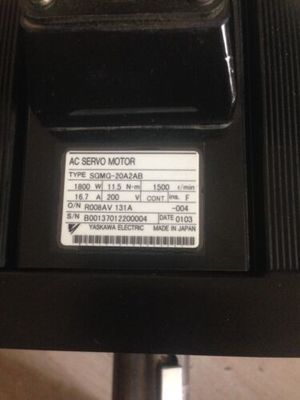 AC SERVO MOTOR
TYPE SGMG-20A2AB
1800 W 11.5 N·m 1500 r/min
16.7 A 200 V CONT. ins. F
O/N R008AV 131A -004
S/N B00137012200004 DATE 0103
YASKAWA ELECTRIC MADE IN JAPAN